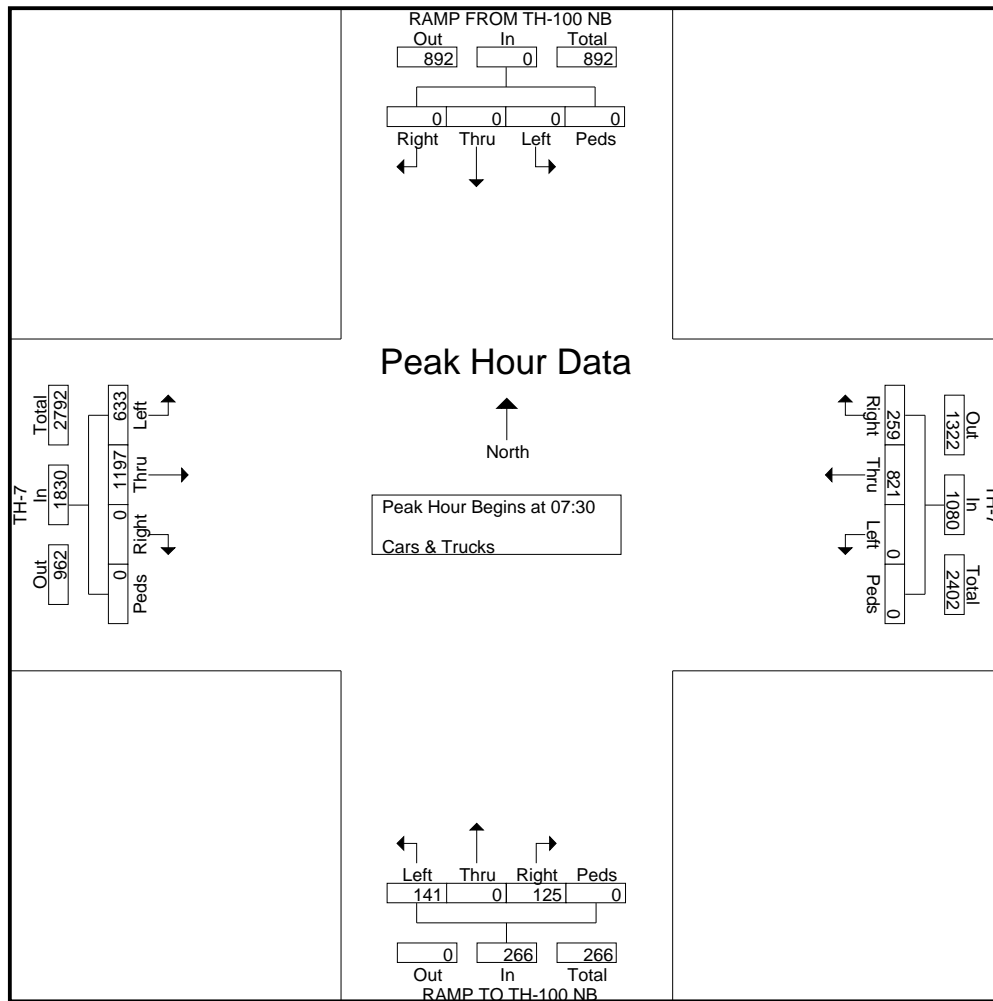 RAMP FROM TH-100 NB
Out In Total
892 0 892
0 0 0 0
Right Thru Left Peds
Peak Hour Data
North
Peak Hour Begins at 07:30
Cars & Trucks
TH-7
Total In Out
2792 1830 962
633 1197 0 0
Left Thru Right Peds
Right Thru Left Peds
259 821 0 0
1322 1080 2402
Out In Total
TH-7
Left Thru Right Peds
141 0 125 0
0 266 266
Out In Total
RAMP TO TH-100 NB